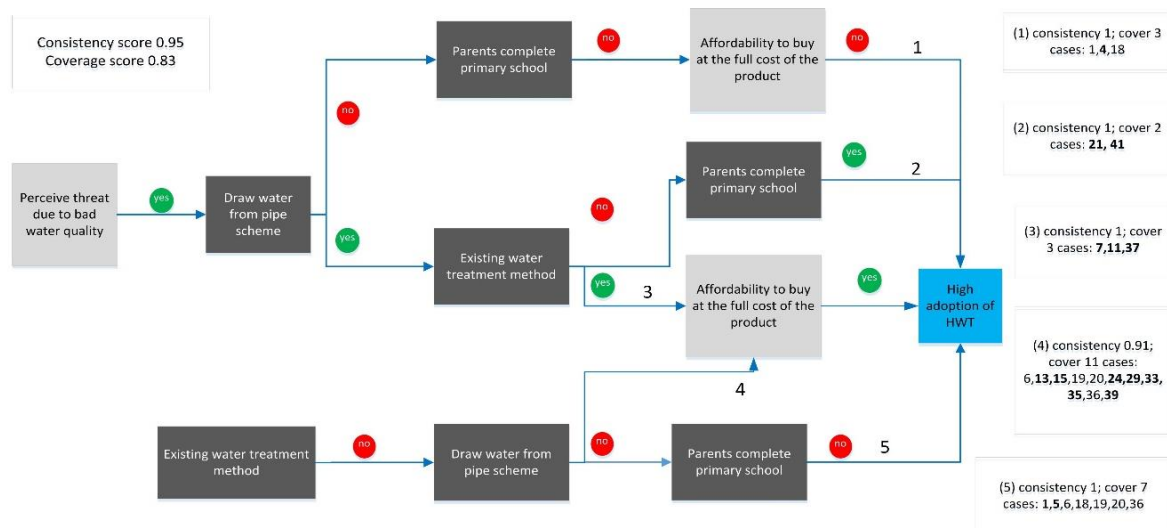 Consistency score 0.95
Coverage score 0.83
Parents complete
primary school
no
Affordability to buy
at the full cost of the
product
no
1
(1) consistency 1; cover 3
cases: 1,4,18
no
(2) consistency 1; cover 2
cases: 21, 41
Perceive threat
due to bad
water quality
yes
Draw water
from pipe
scheme
yes
no
Parents complete
primary school
yes
2
Existing water
treatment method
yes
3
Affordability to buy
at the full cost of the
product
yes
High
adoption of
HWT
(3) consistency 1; cover
3 cases: 7,11,37
(4) consistency 0.91;
cover 11 cases:
6,13,15,19,20,24,29,33,
35,36,39
4
Existing water treatment
method
no
Draw water from
pipe scheme
no
Parents complete
primary school
no
5
(5) consistency 1; cover 7
cases: 1,5,6,18,19,20,36